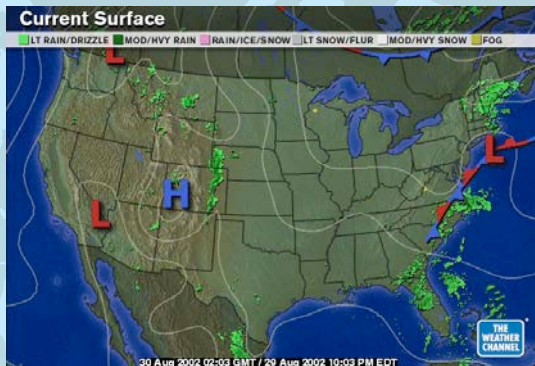 Current Surface
LT RAIN/DRIZZLE MOD/HVY RAIN RAIN/ICE/SNOW LT SNOW/FLUR MOD/HVY SNOW FOG
L
H
L
L
THE
WEATHER
CHANNEL
30 Aug 2002 02:03 GMT / 29 Aug 2002 10:03 PM EDT